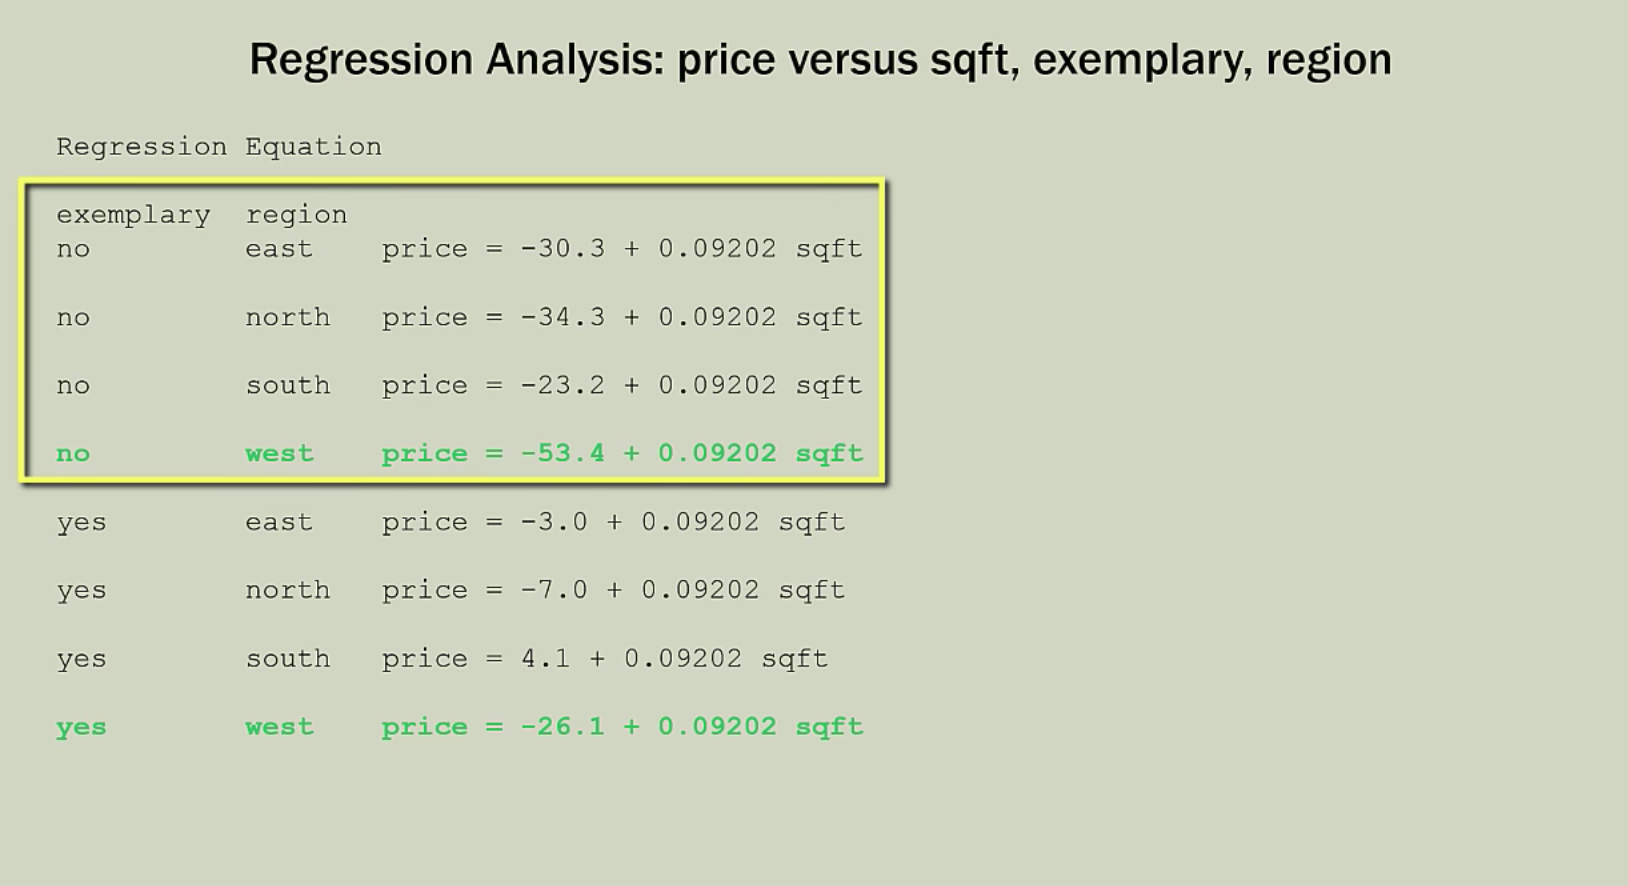 Regression Analysis: price versus sqft, exemplary, region
Regression Equation
exemplary region
no east price = -30.3 + 0.09202 sqft
no north price = -34.3 + 0.09202 sqft
no south price = -23.2 + 0.09202 sqft
no west price = -53.4 + 0.09202 sqft
yes east price = -3.0 + 0.09202 sqft
yes north price = -7.0 + 0.09202 sqft
yes south price = 4.1 + 0.09202 sqft
yes west price = -26.1 + 0.09202 sqft